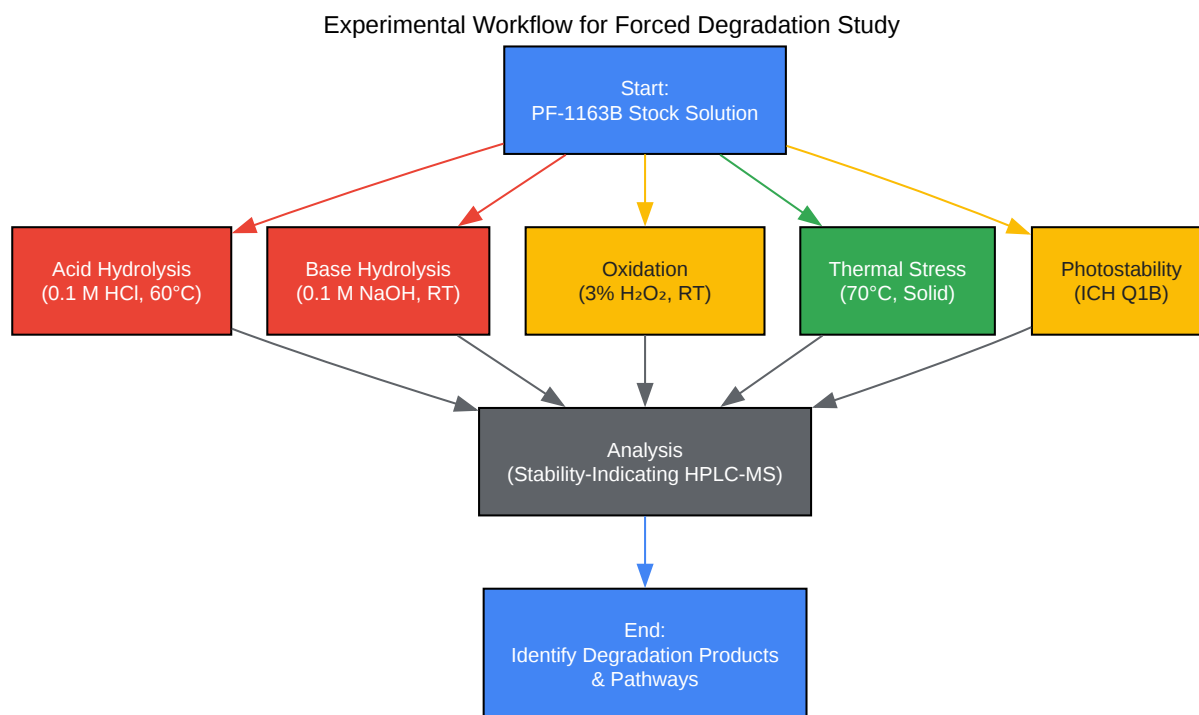 Experimental Workflow for Forced Degradation Study
Start:
PF-1163B Stock Solution
Acid Hydrolysis
(0.1 M HCl, 60°C)
Base Hydrolysis
(0.1 M NaOH, RT)
Oxidation
(3% H₂O₂, RT)
Thermal Stress
(70°C, Solid)
Photostability
(ICH Q1B)
Analysis
(Stability-Indicating HPLC-MS)
End:
Identify Degradation Products
& Pathways